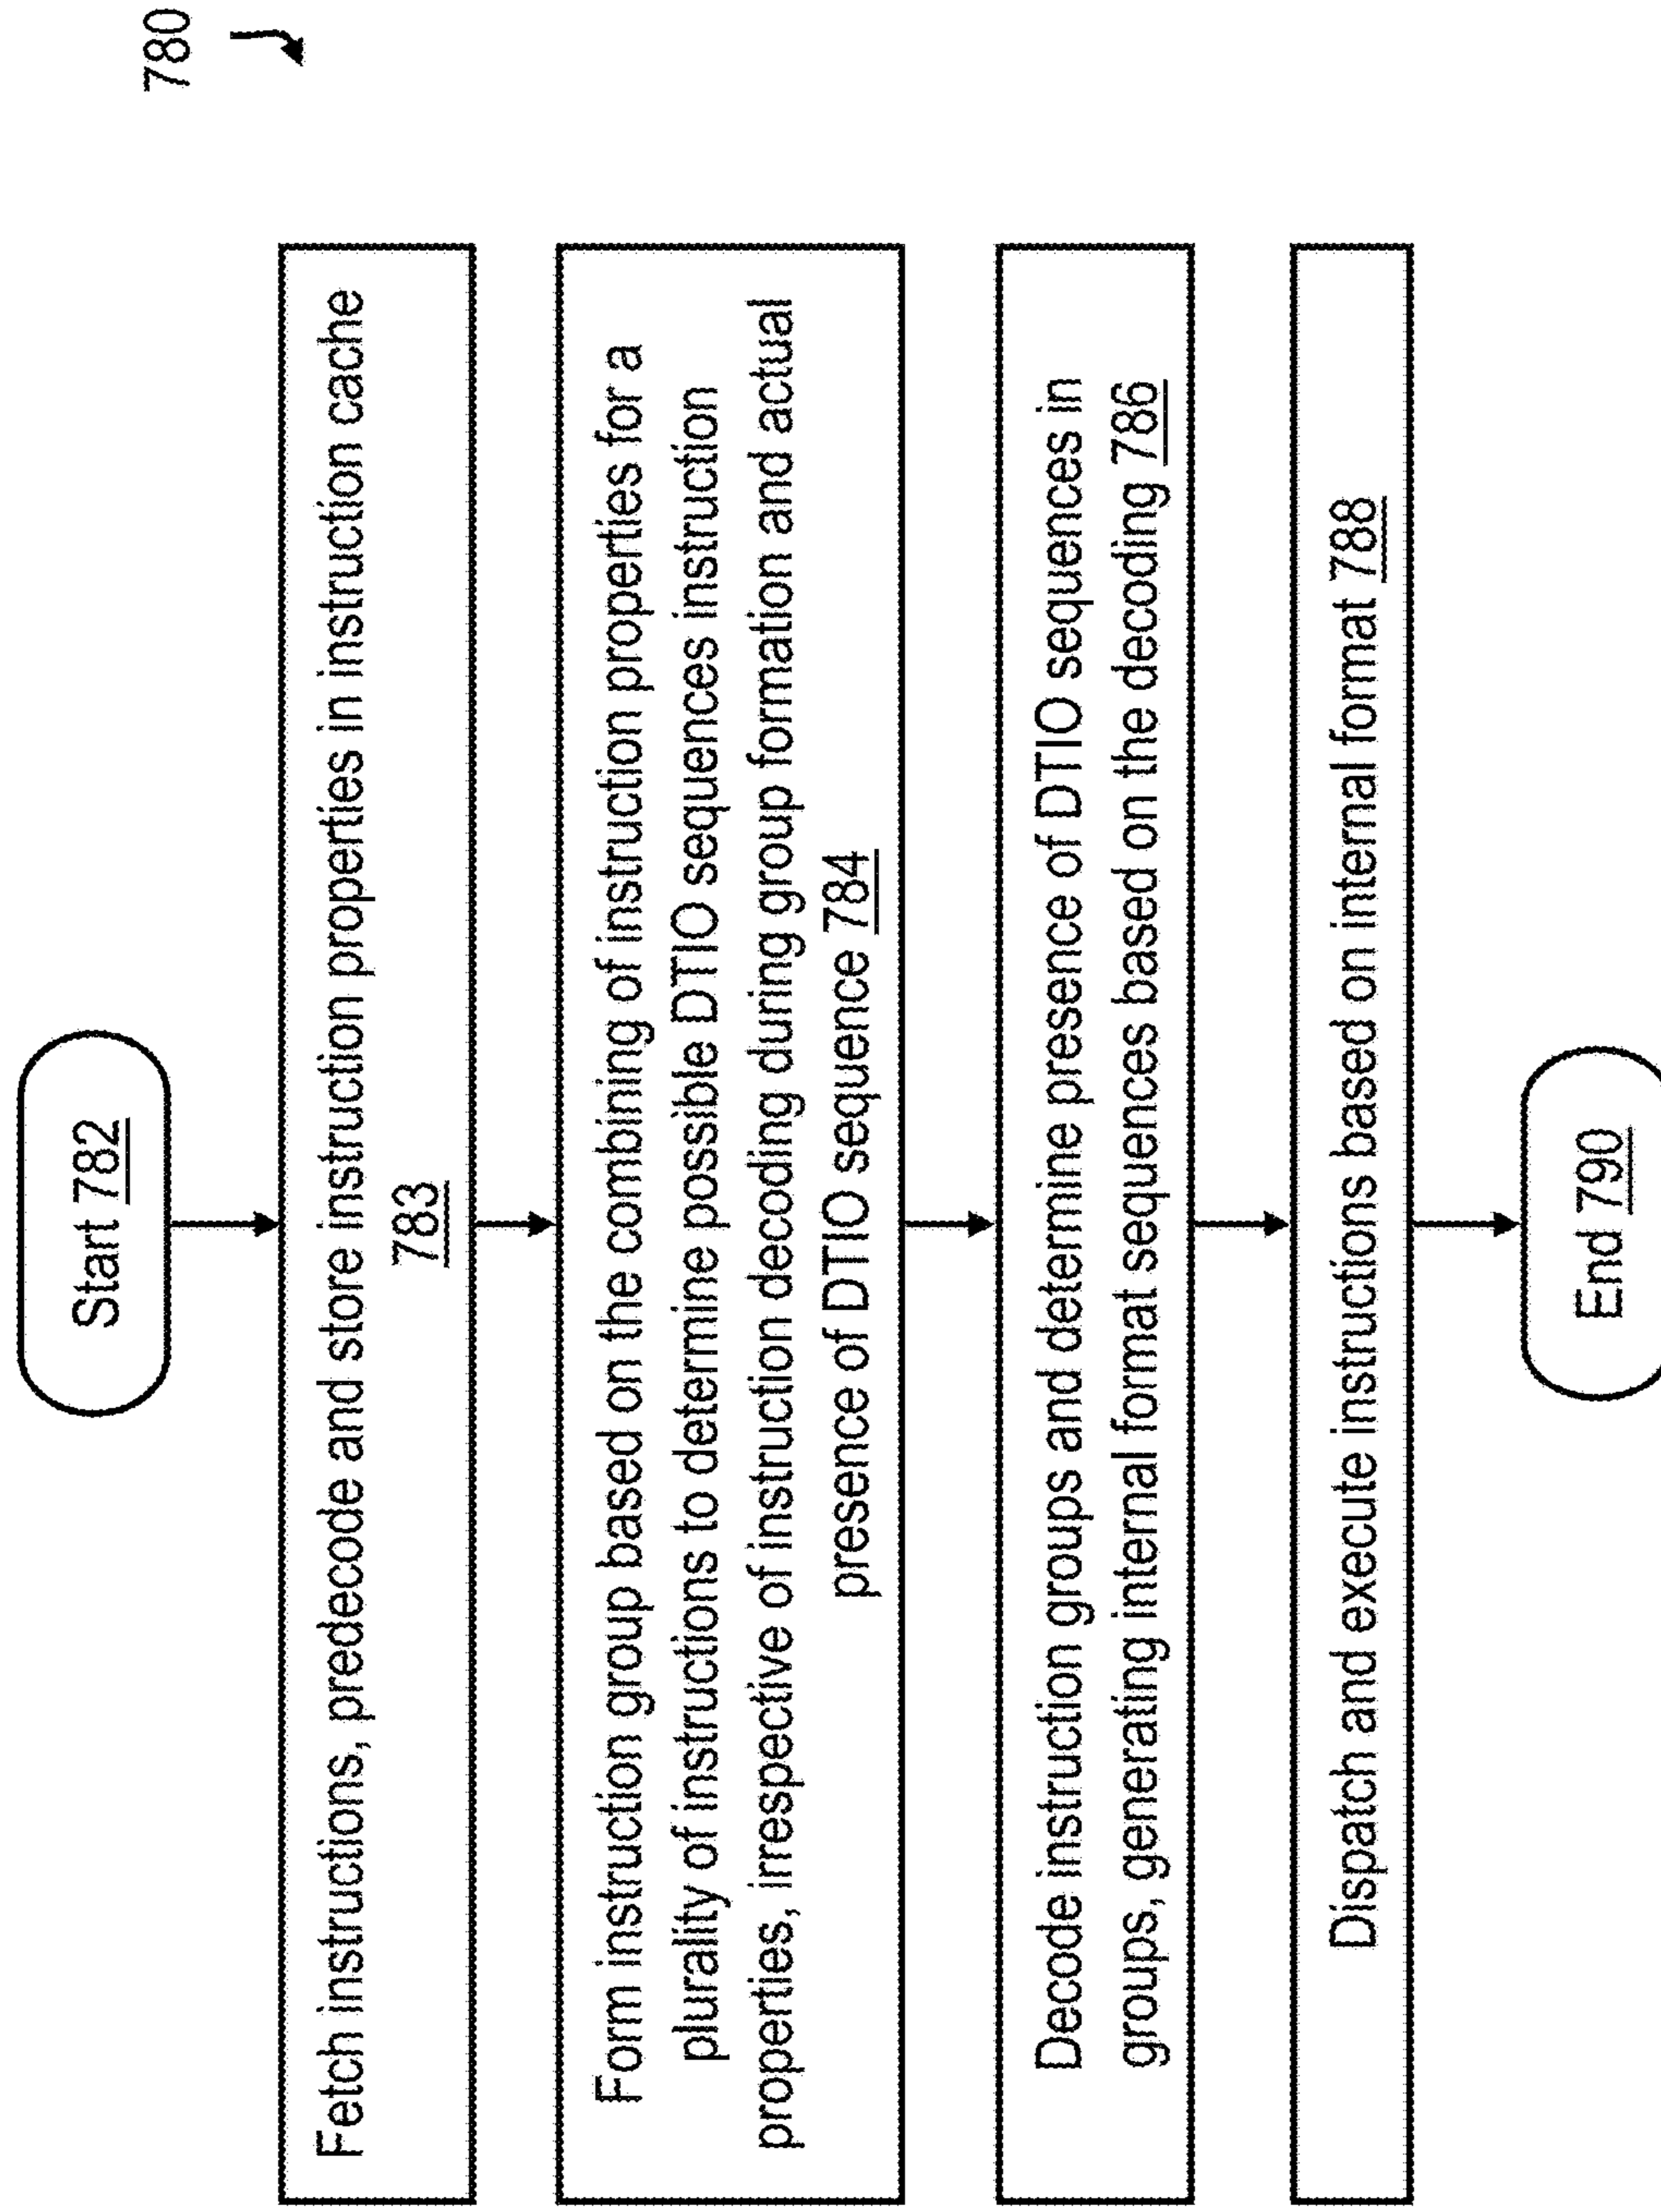 780
Start 782
Fetch instructions, predecode and store instruction properties in instruction cache
783
Form instruction group based on the combining of instruction properties for a
plurality of instructions to determine possible DTIO sequences instruction
properties, irrespective of instruction decoding during group formation and actual
presence of DTIO sequence 784
Decode instruction groups and determine presence of DTIO sequences in
groups, generating internal format sequences based on the decoding 786
Dispatch and execute instructions based on internal format 788
End 790